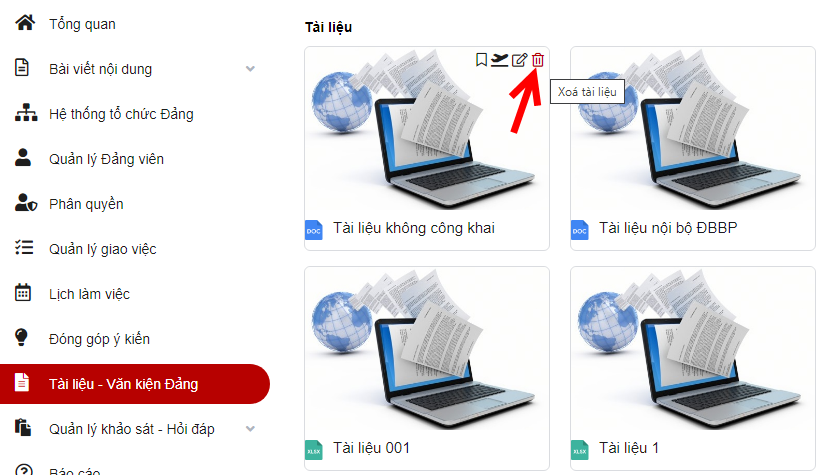 Tổng quan
Bài viết nội dung
Hệ thống tổ chức Đảng
Quản lý Đảng viên
Phân quyền
Quản lý giao việc
Lịch làm việc
Đóng góp ý kiến
Tài liệu - Văn kiện Đảng
Quản lý khảo sát - Hỏi đáp
Báo cáo
Tài liệu
Xoá tài liệu
DOC Tài liệu không công khai
DOC Tài liệu nội bộ ĐBBP
XLSX Tài liệu 001
XLSX Tài liệu 1